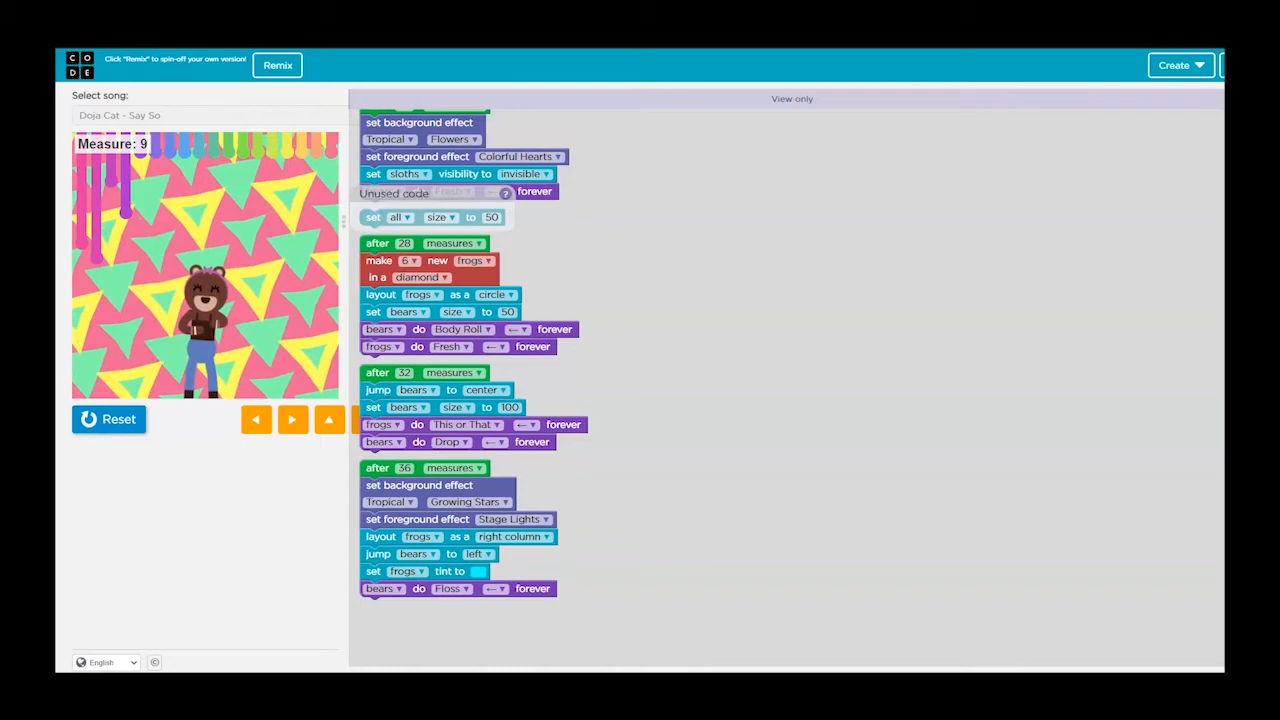 C O
D E
Click "Remix" to spin-off your own version!
Remix
Create
Select song:
Doja Cat - Say So
View only
Measure: 9
set background effect
Tropical Flowers
set foreground effect Colorful Hearts
set sloths visibility to invisible
Fresh forever
Unused code ?
set all size to 50
after 28 measures
make 6 new frogs
in a diamond
layout frogs as a circle
set bears size to 50
bears do Body Roll ← forever
frogs do Fresh ← forever
after 32 measures
jump bears to center
set bears size to 100
frogs do This or That ← forever
bears do Drop ← forever
after 36 measures
set background effect
Tropical Growing Stars
set foreground effect Stage Lights
layout frogs as a right column
jump bears to left
set frogs tint to
bears do Floss ← forever
Reset
English ©